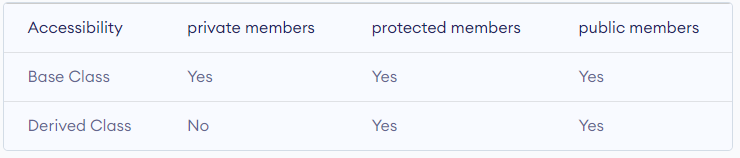 Accessibility private members protected members public members
Base Class Yes Yes Yes
Derived Class No Yes Yes